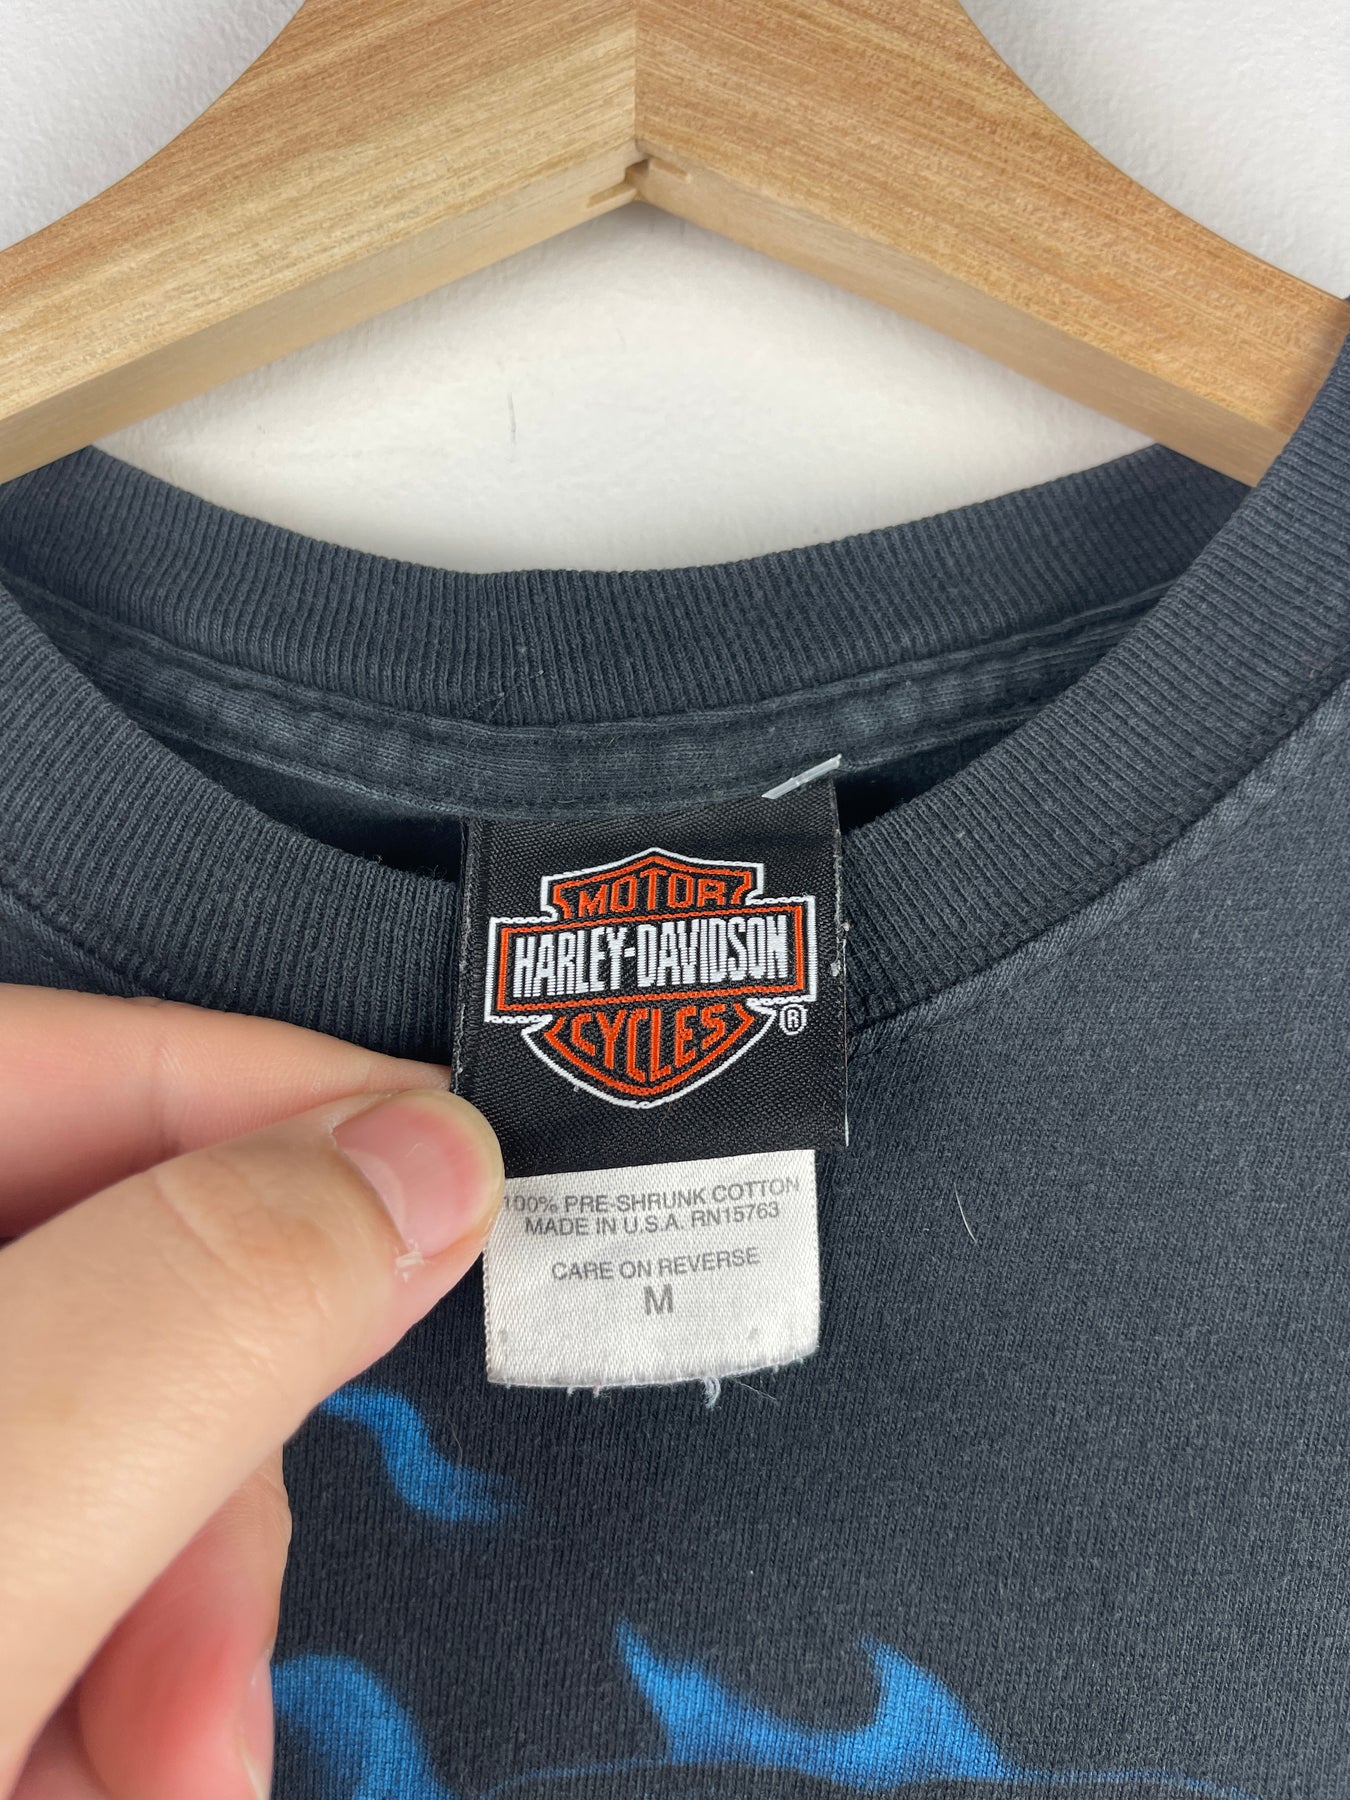 MOTOR
HARLEY-DAVIDSON
CYCLES
®
100% PRE-SHRUNK COTTON
MADE IN U.S.A. RN15763
CARE ON REVERSE
M